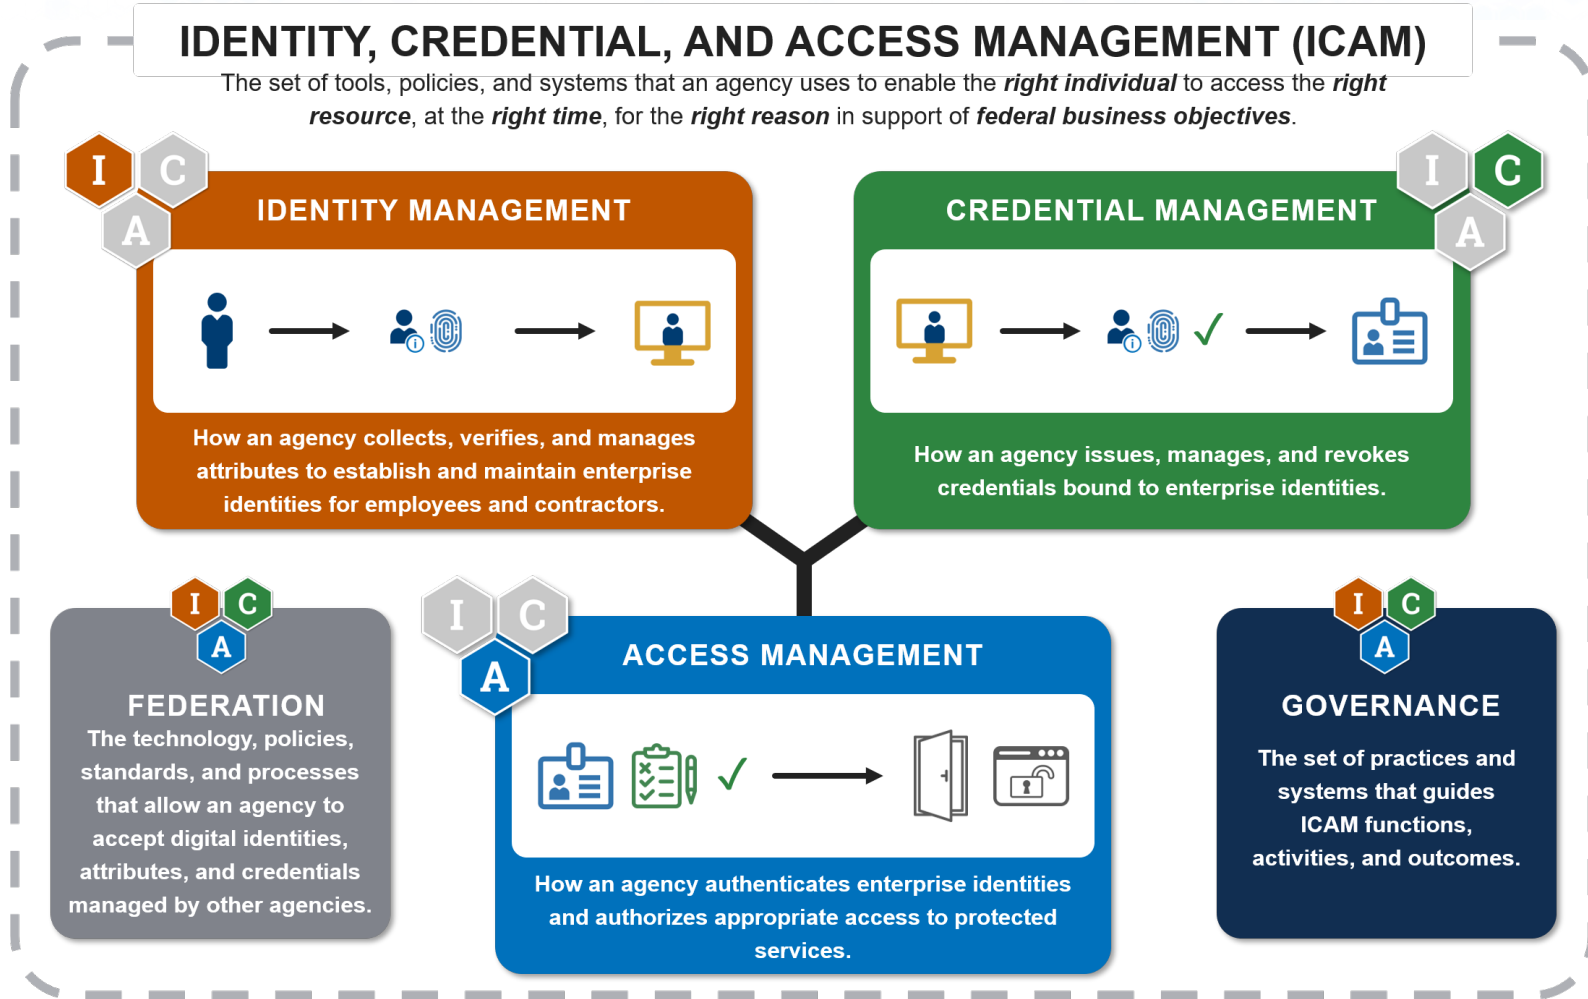 IDENTITY, CREDENTIAL, AND ACCESS MANAGEMENT (ICAM)
The set of tools, policies, and systems that an agency uses to enable the right individual to access the right
resource, at the right time, for the right reason in support of federal business objectives.
I
C
A
IDENTITY MANAGEMENT
i
How an agency collects, verifies, and manages
attributes to establish and maintain enterprise
identities for employees and contractors.
I
C
A
CREDENTIAL MANAGEMENT
i
How an agency issues, manages, and revokes
credentials bound to enterprise identities.
I
C
A
FEDERATION
The technology, policies,
standards, and processes
that allow an agency to
accept digital identities,
attributes, and credentials
managed by other agencies.
I
C
A
ACCESS MANAGEMENT
How an agency authenticates enterprise identities
and authorizes appropriate access to protected
services.
I
C
A
GOVERNANCE
The set of practices and
systems that guides
ICAM functions,
activities, and outcomes.